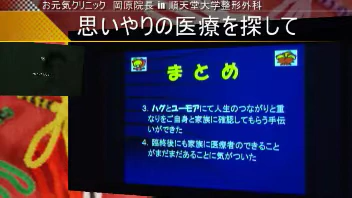 お元気クリニック 岡原院長 in 順天堂大学整形外科
思いやりの医療を探して
まとめ
3. ハグとユーモアにて人生のつながりと重
なりをご自身と家族に確認してもらう手伝
いができた
4. 臨終後にも家族に医療者のできること
がまだまだあることに気がついた